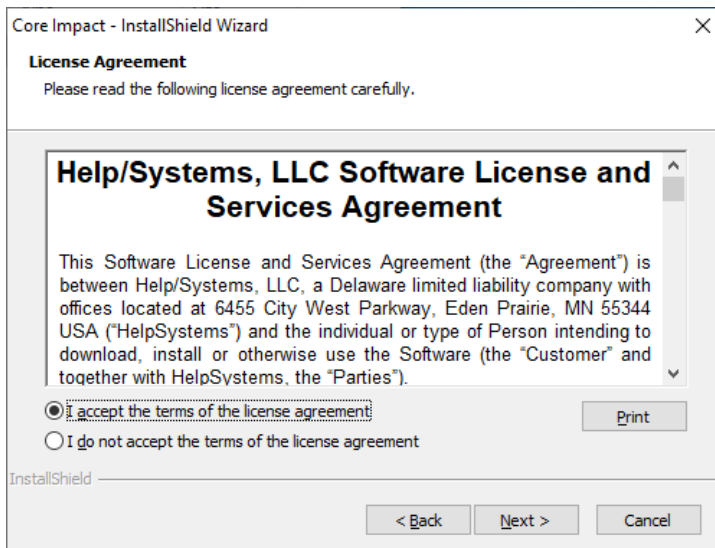 Core Impact - InstallShield Wizard
License Agreement
Please read the following license agreement carefully.
Help/Systems, LLC Software License and
Services Agreement
This Software License and Services Agreement (the “Agreement”) is
between Help/Systems, LLC, a Delaware limited liability company with
offices located at 6455 City West Parkway, Eden Prairie, MN 55344
USA (“HelpSystems”) and the individual or type of Person intending to
download, install or otherwise use the Software (the “Customer” and
together with HelpSystems, the “Parties”).
I accept the terms of the license agreement
Print
I do not accept the terms of the license agreement
InstallShield
< Back
Next >
Cancel